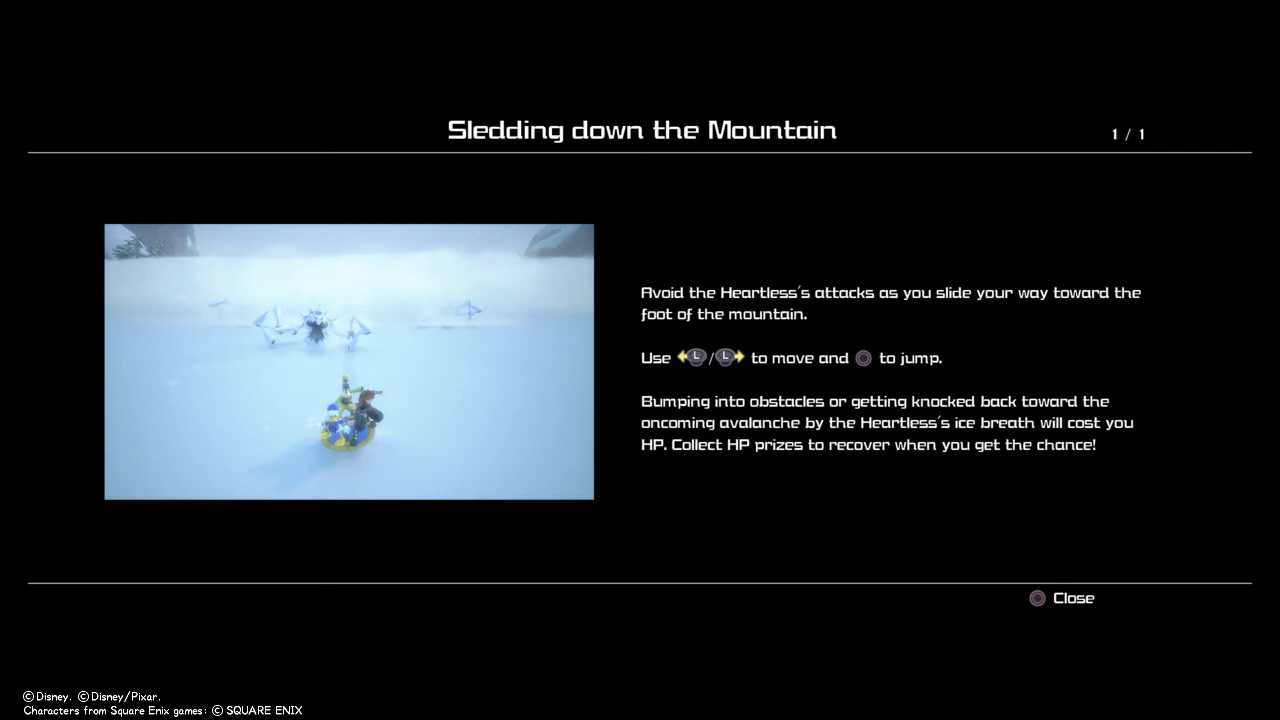 Sledding down the Mountain
1 / 1
Avoid the Heartless's attacks as you slide your way toward the
foot of the mountain.
Use L/L to move and to jump.
Bumping into obstacles or getting knocked back toward the
oncoming avalanche by the Heartless's ice breath will cost you
HP. Collect HP prizes to recover when you get the chance!
Close
©Disney. ©Disney/Pixar.
Characters from Square Enix games: © SQUARE ENIX